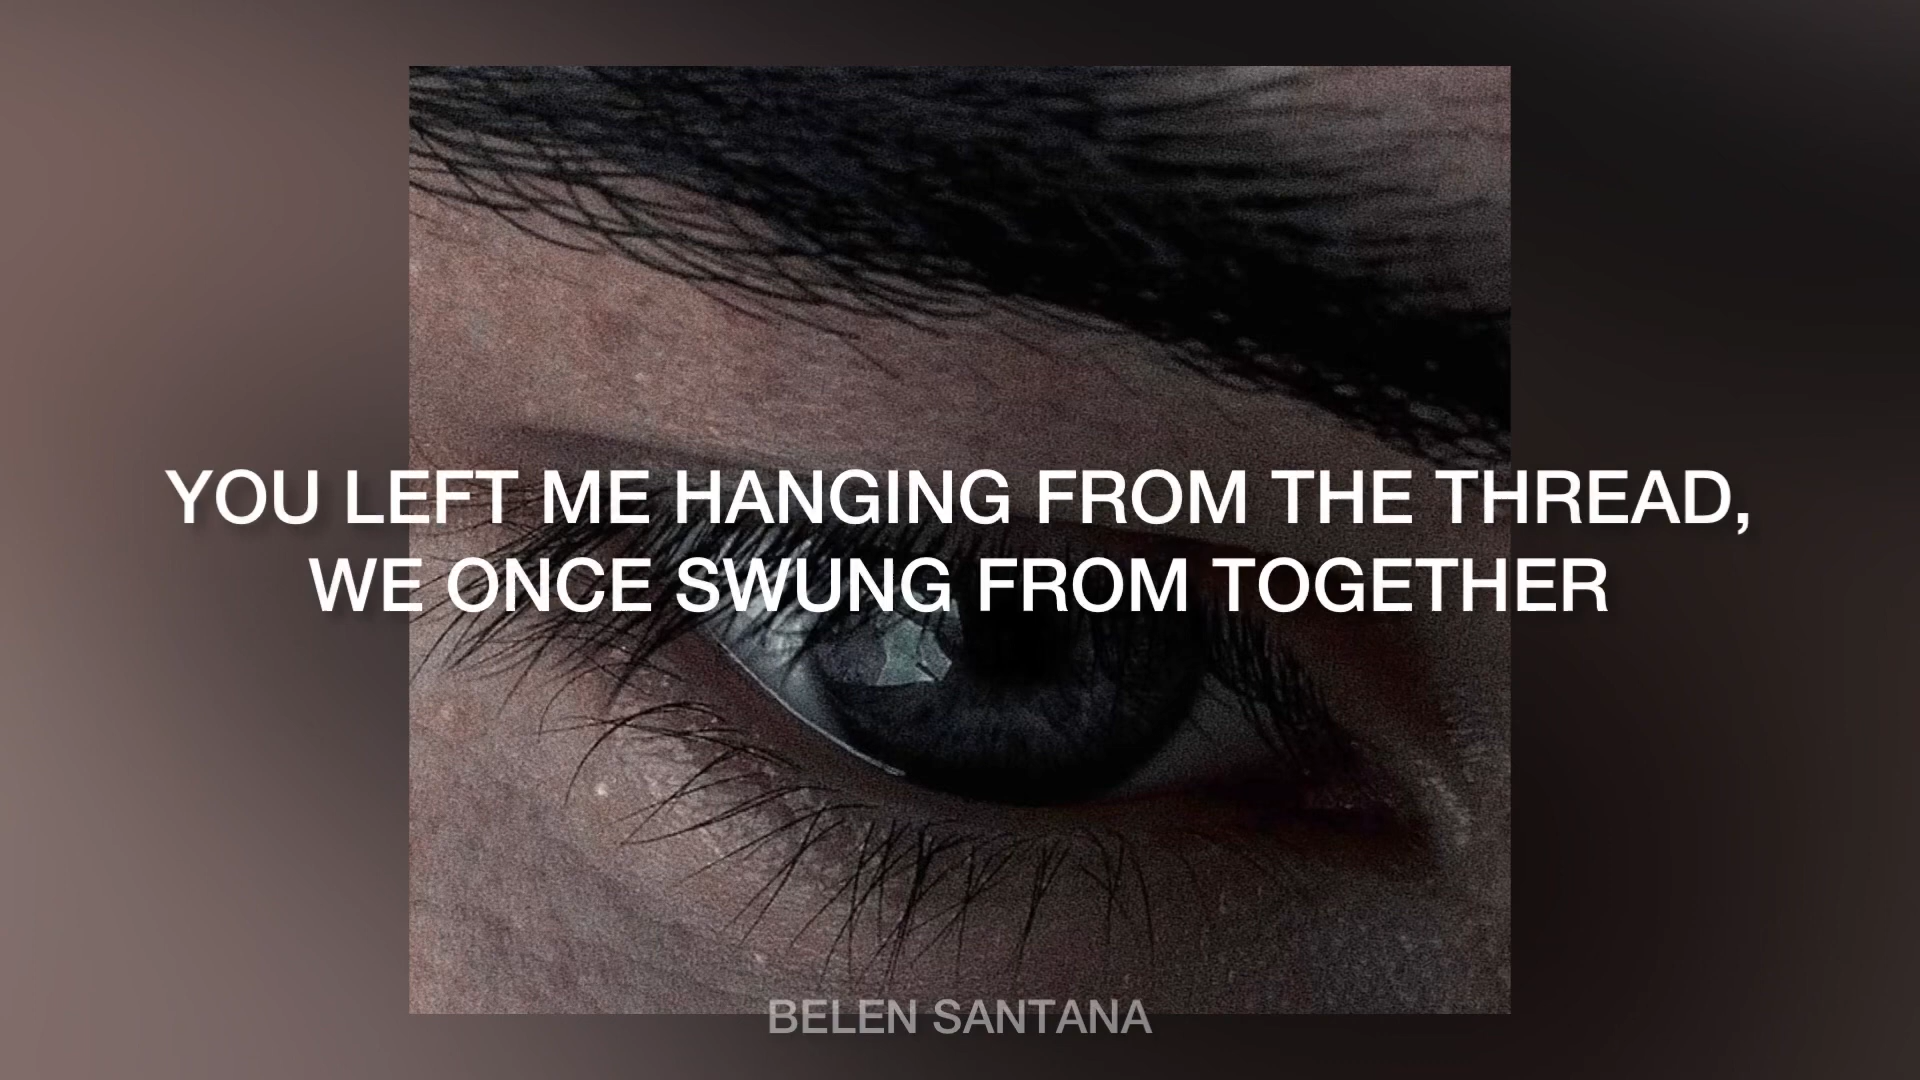 YOU LEFT ME HANGING FROM THE THREAD,
WE ONCE SWUNG FROM TOGETHER
BELEN SANTANA